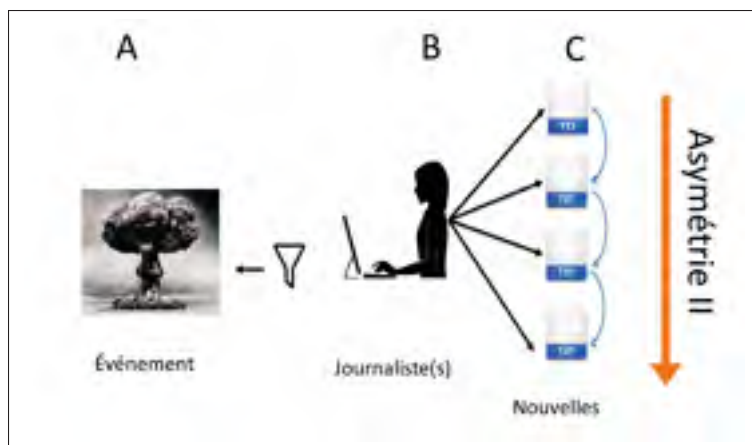 A
B
C
Asymétrie II
Événement
Journaliste(s)
Nouvelles